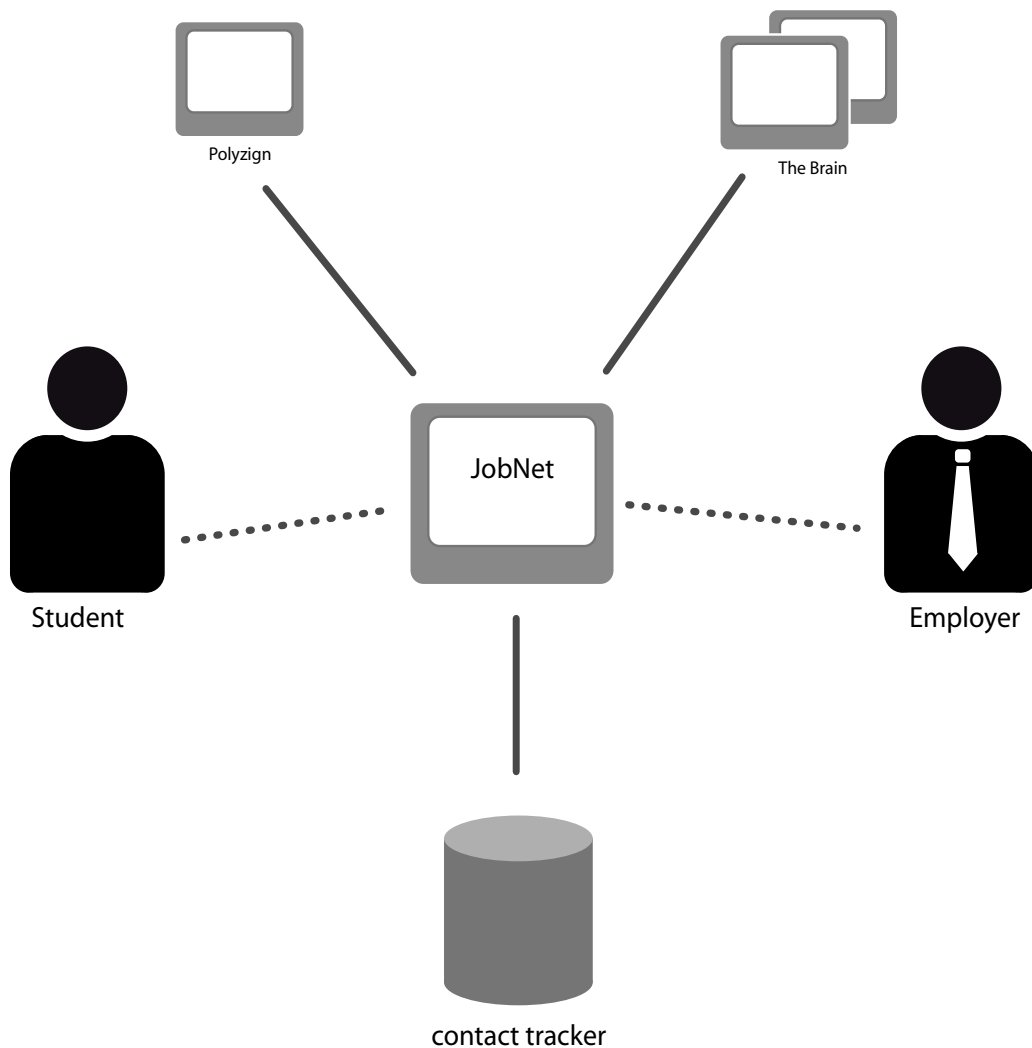 Polyzign
The Brain
JobNet
Student
Employer
contact tracker